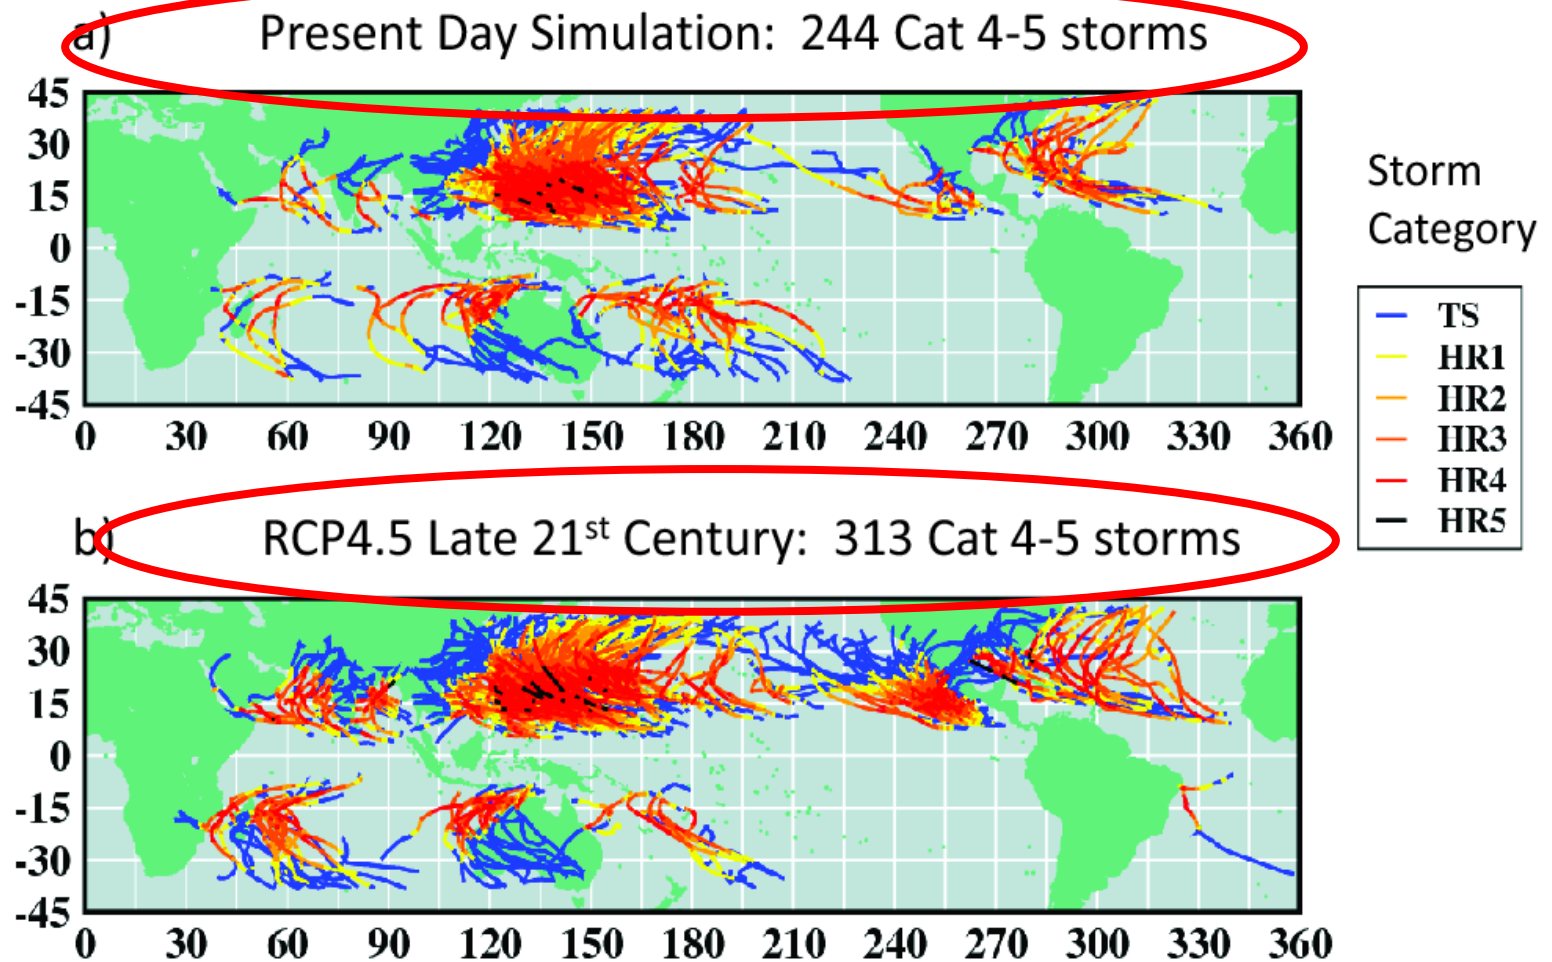 a) Present Day Simulation: 244 Cat 4-5 storms
45
30
15
0
-15
-30
-45
0 30 60 90 120 150 180 210 240 270 300 330 360
Storm
Category
TS
HR1
HR2
HR3
HR4
HR5
b) RCP4.5 Late 21st Century: 313 Cat 4-5 storms
45
30
15
0
-15
-30
-45
0 30 60 90 120 150 180 210 240 270 300 330 360